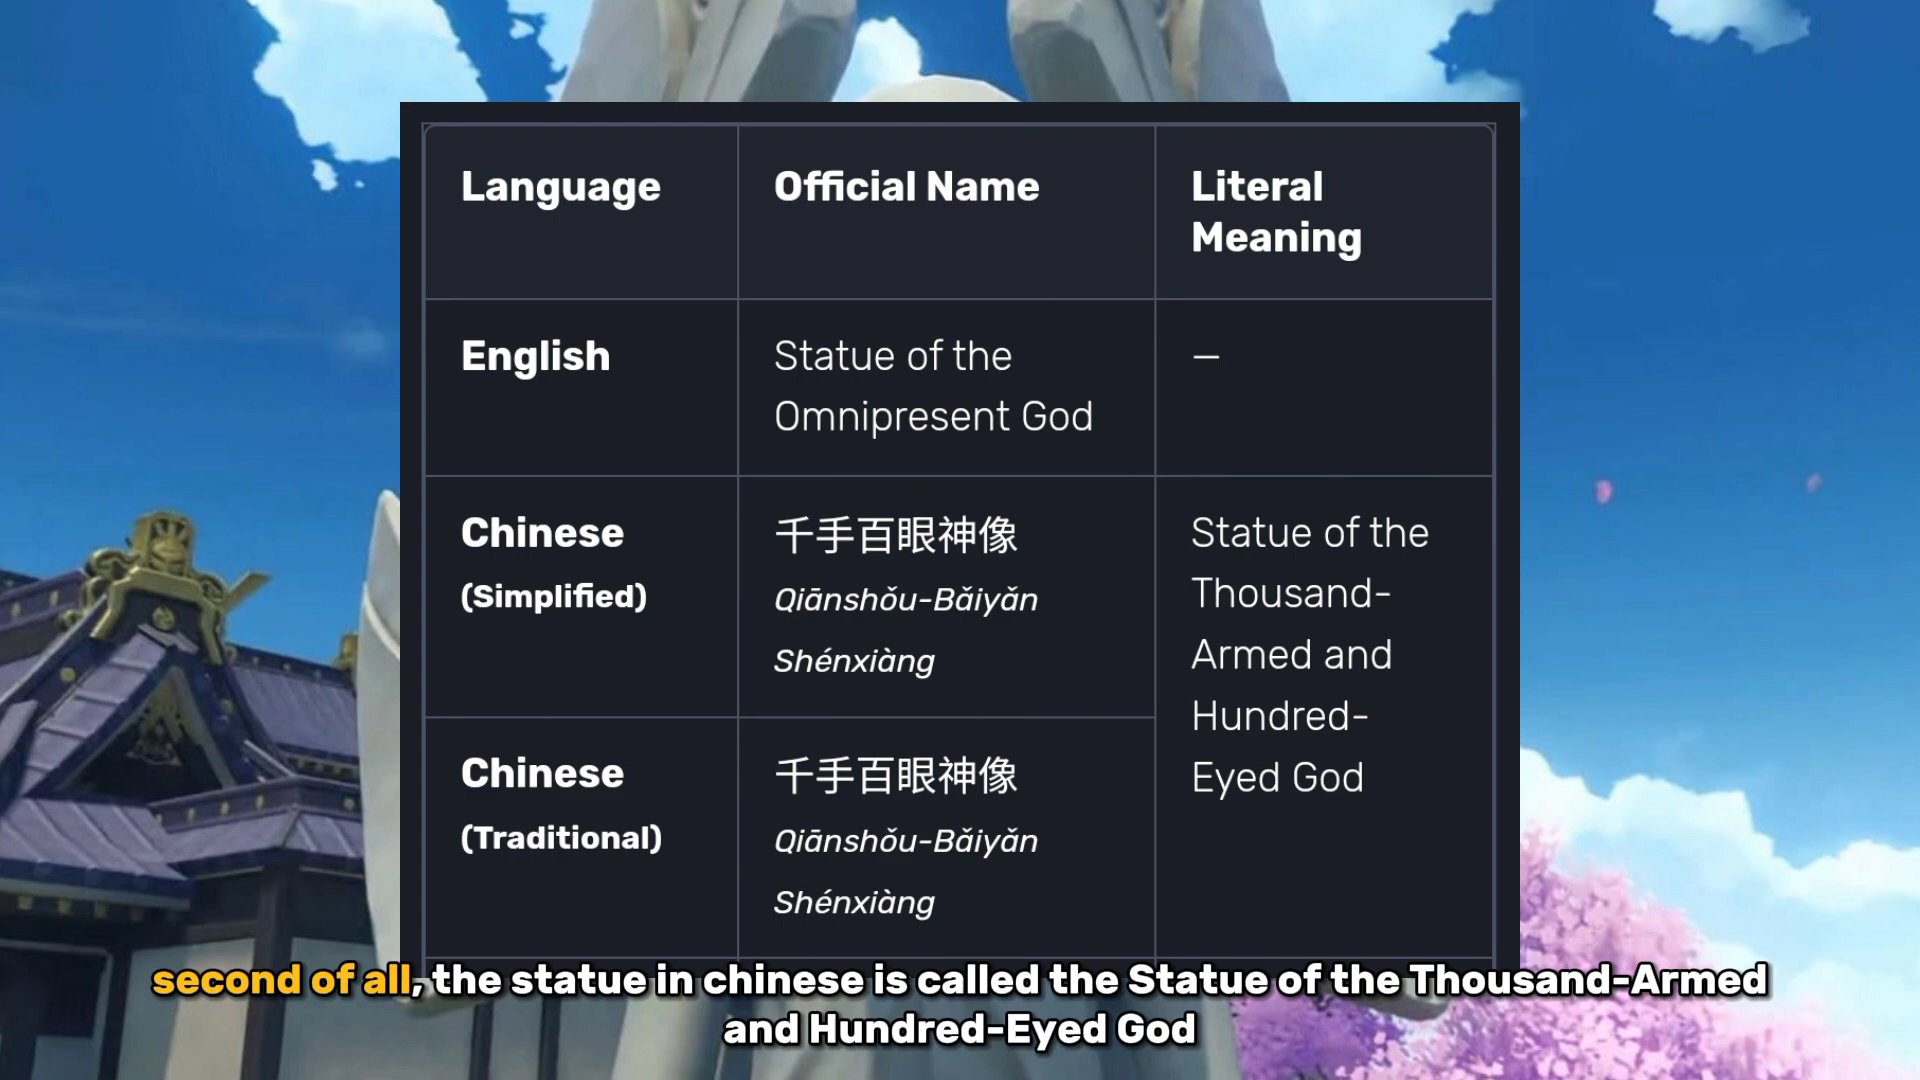 Language
Official Name
Literal
Meaning
English
Statue of the
Omnipresent God
—
Chinese
(Simplified)
千手百眼神像
Qiānshǒu-Bǎiyǎn
Shénxiàng
Statue of the
Thousand-
Armed and
Hundred-
Eyed God
Chinese
(Traditional)
千手百眼神像
Qiānshǒu-Bǎiyǎn
Shénxiàng
second of all, the statue in chinese is called the Statue of the Thousand-Armed
and Hundred-Eyed God